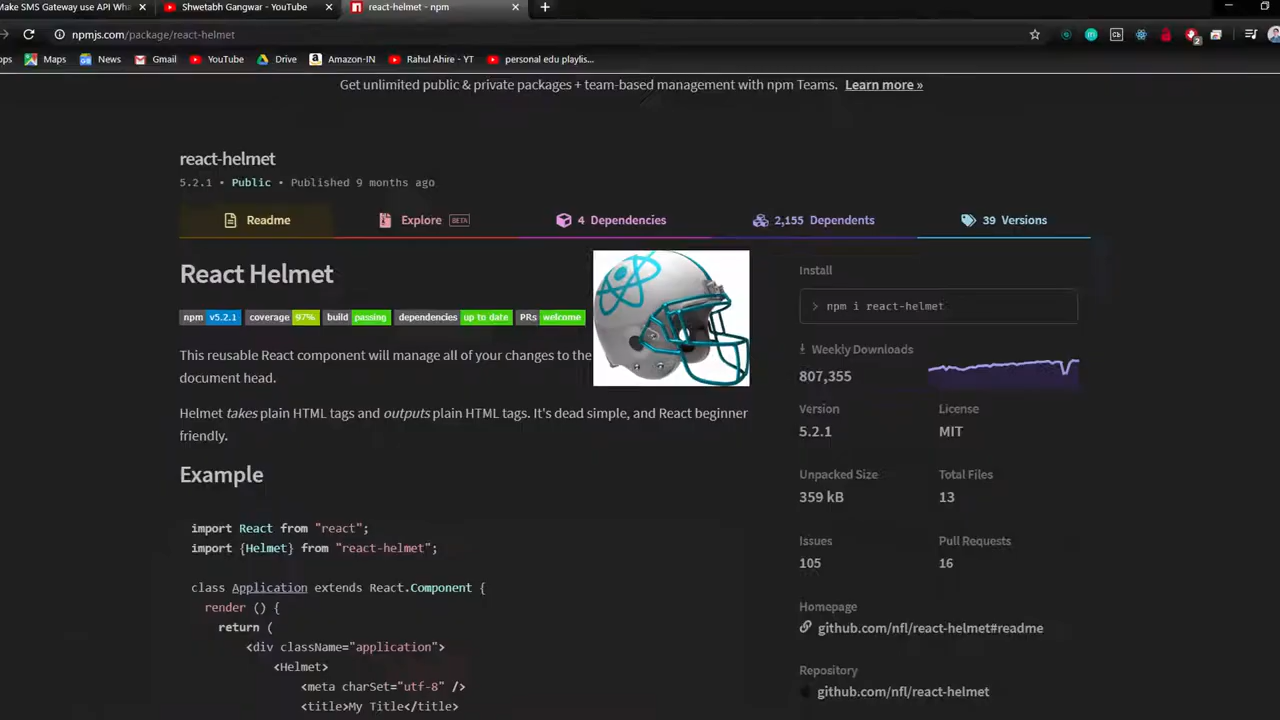 Make SMS Gateway use API Wha
Shwetabh Gangwar - YouTube
react-helmet - npm
npmjs.com/package/react-helmet
Maps
News
Gmail
YouTube
Drive
Amazon-IN
Rahul Ahire - YT
personal edu playlis...
Get unlimited public & private packages + team-based management with npm Teams. Learn more »
react-helmet
5.2.1 • Public • Published 9 months ago
Readme
Explore BETA
4 Dependencies
2,155 Dependents
39 Versions
React Helmet
npm v5.2.1 coverage 97% build passing dependencies up to date PRs welcome
This reusable React component will manage all of your changes to the
document head.
Helmet takes plain HTML tags and outputs plain HTML tags. It's dead simple, and React beginner
friendly.
Example
import React from "react";
import {Helmet} from "react-helmet";
class Application extends React.Component {
render () {
return (
<div className="application">
<Helmet>
<meta charSet="utf-8" />
<title>My Title</title>
Install
> npm i react-helmet
Weekly Downloads
807,355
Version
License
5.2.1
MIT
Unpacked Size
Total Files
359 kB
13
Issues
Pull Requests
105
16
Homepage
github.com/nfl/react-helmet#readme
Repository
github.com/nfl/react-helmet